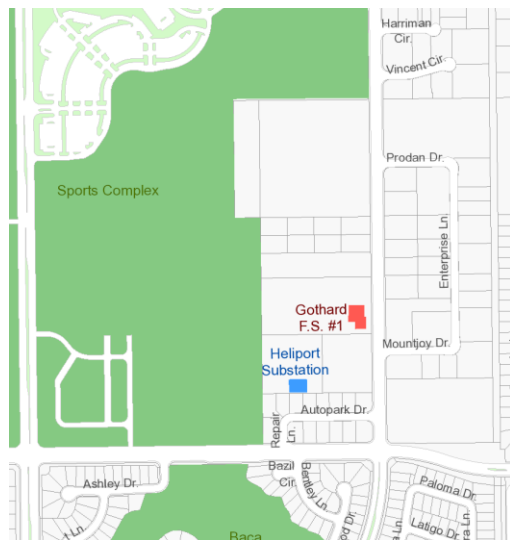 Harriman
Cir.
Vincent Cir.
Prodan Dr.
Sports Complex
Enterprise Ln.
Gothard
F.S. #1
Mountjoy Dr.
Heliport
Substation
Autopark Dr.
Repair
Ln.
Bazil
Cir.
Bentley Ln.
Ashley Dr.
Paloma Dr.
Latigo Dr.
Baca